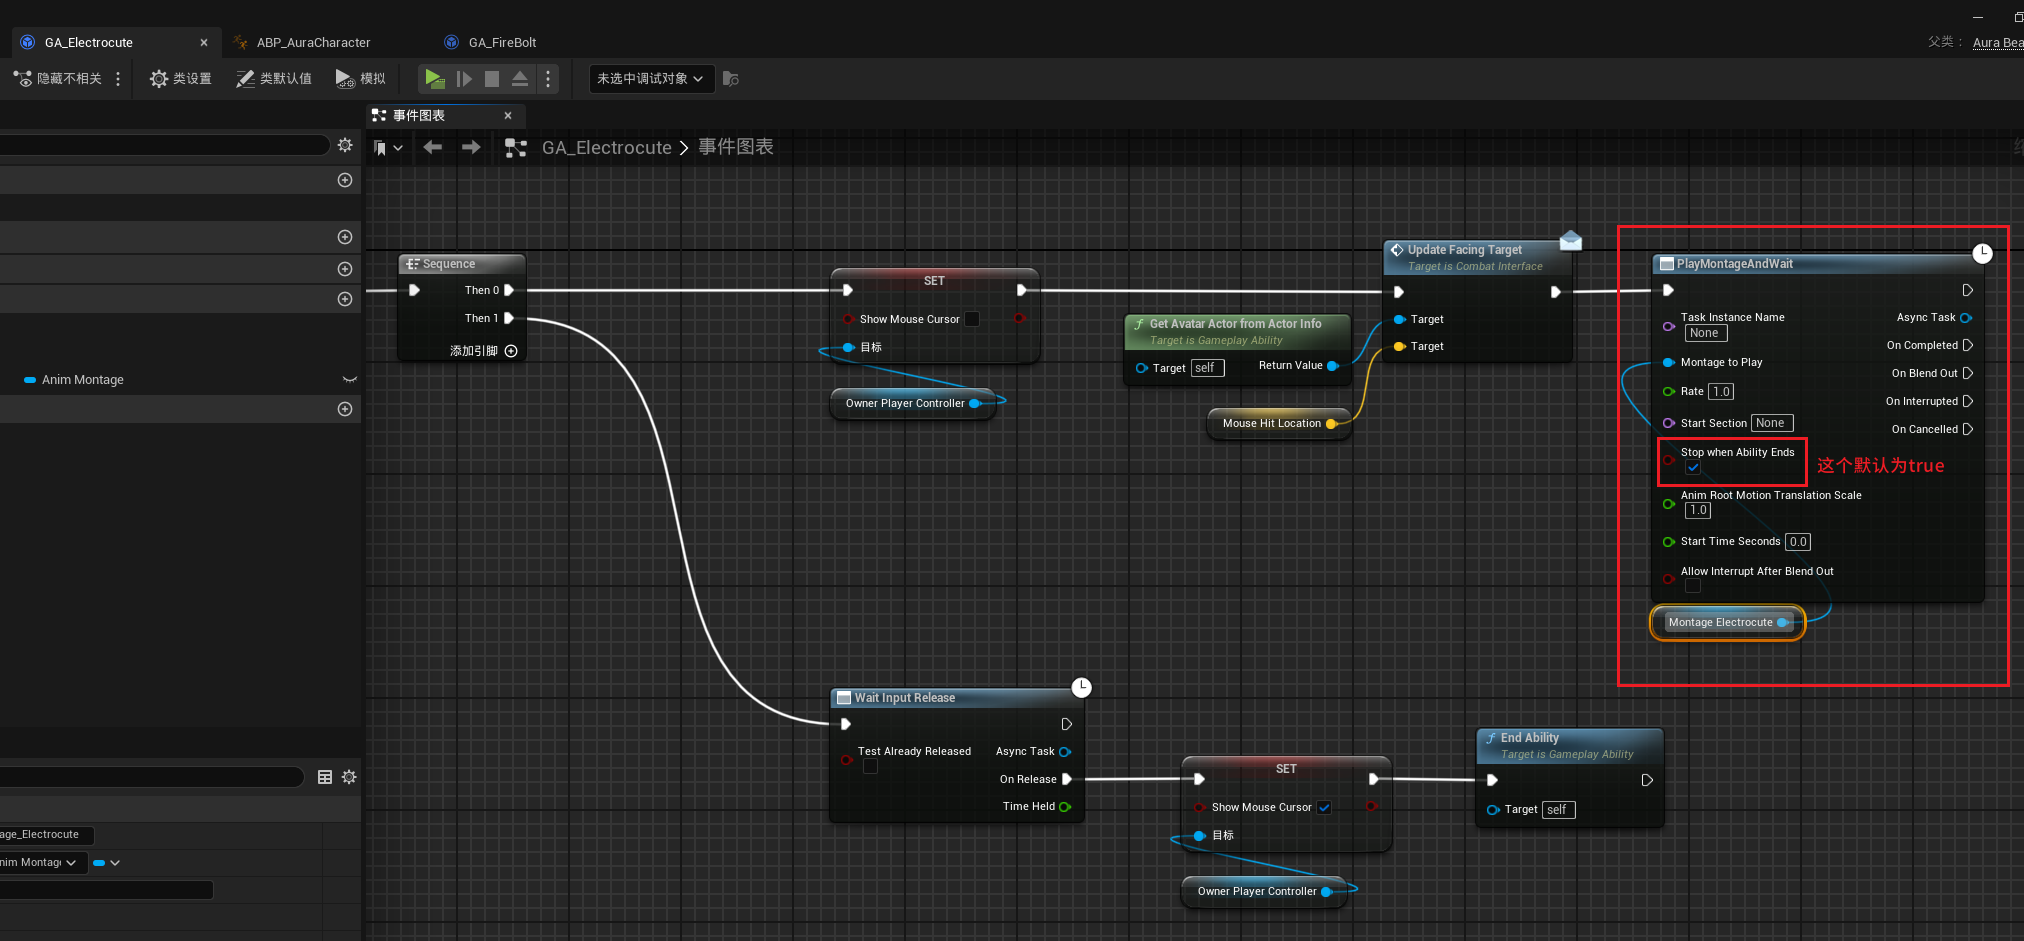 GA_Electrocute
ABP_AuraCharacter
GA_FireBolt
父类：
Aura Bea
隐藏不相关
类设置
类默认值
模拟
未选中调试对象
事件图表
GA_Electrocute
事件图表
Sequence
Then 0
Then 1
添加引脚
SET
Show Mouse Cursor
目标
Owner Player Controller
Get Avatar Actor from Actor Info
Target is Gameplay Ability
Target
self
Return Value
Mouse Hit Location
Update Facing Target
Target is Combat Interface
Target
Target
PlayMontageAndWait
Task Instance Name
None
Async Task
On Completed
Montage to Play
On Blend Out
Rate
1.0
On Interrupted
Start Section
None
On Cancelled
Stop when Ability Ends
这个默认为true
Anim Root Motion Translation Scale
1.0
Start Time Seconds
0.0
Allow Interrupt After Blend Out
Montage Electrocute
Anim Montage
Wait Input Release
Test Already Released
Async Task
On Release
Time Held
SET
Show Mouse Cursor
目标
Owner Player Controller
End Ability
Target is Gameplay Ability
Target
self
age_Electrocute
nim Montag